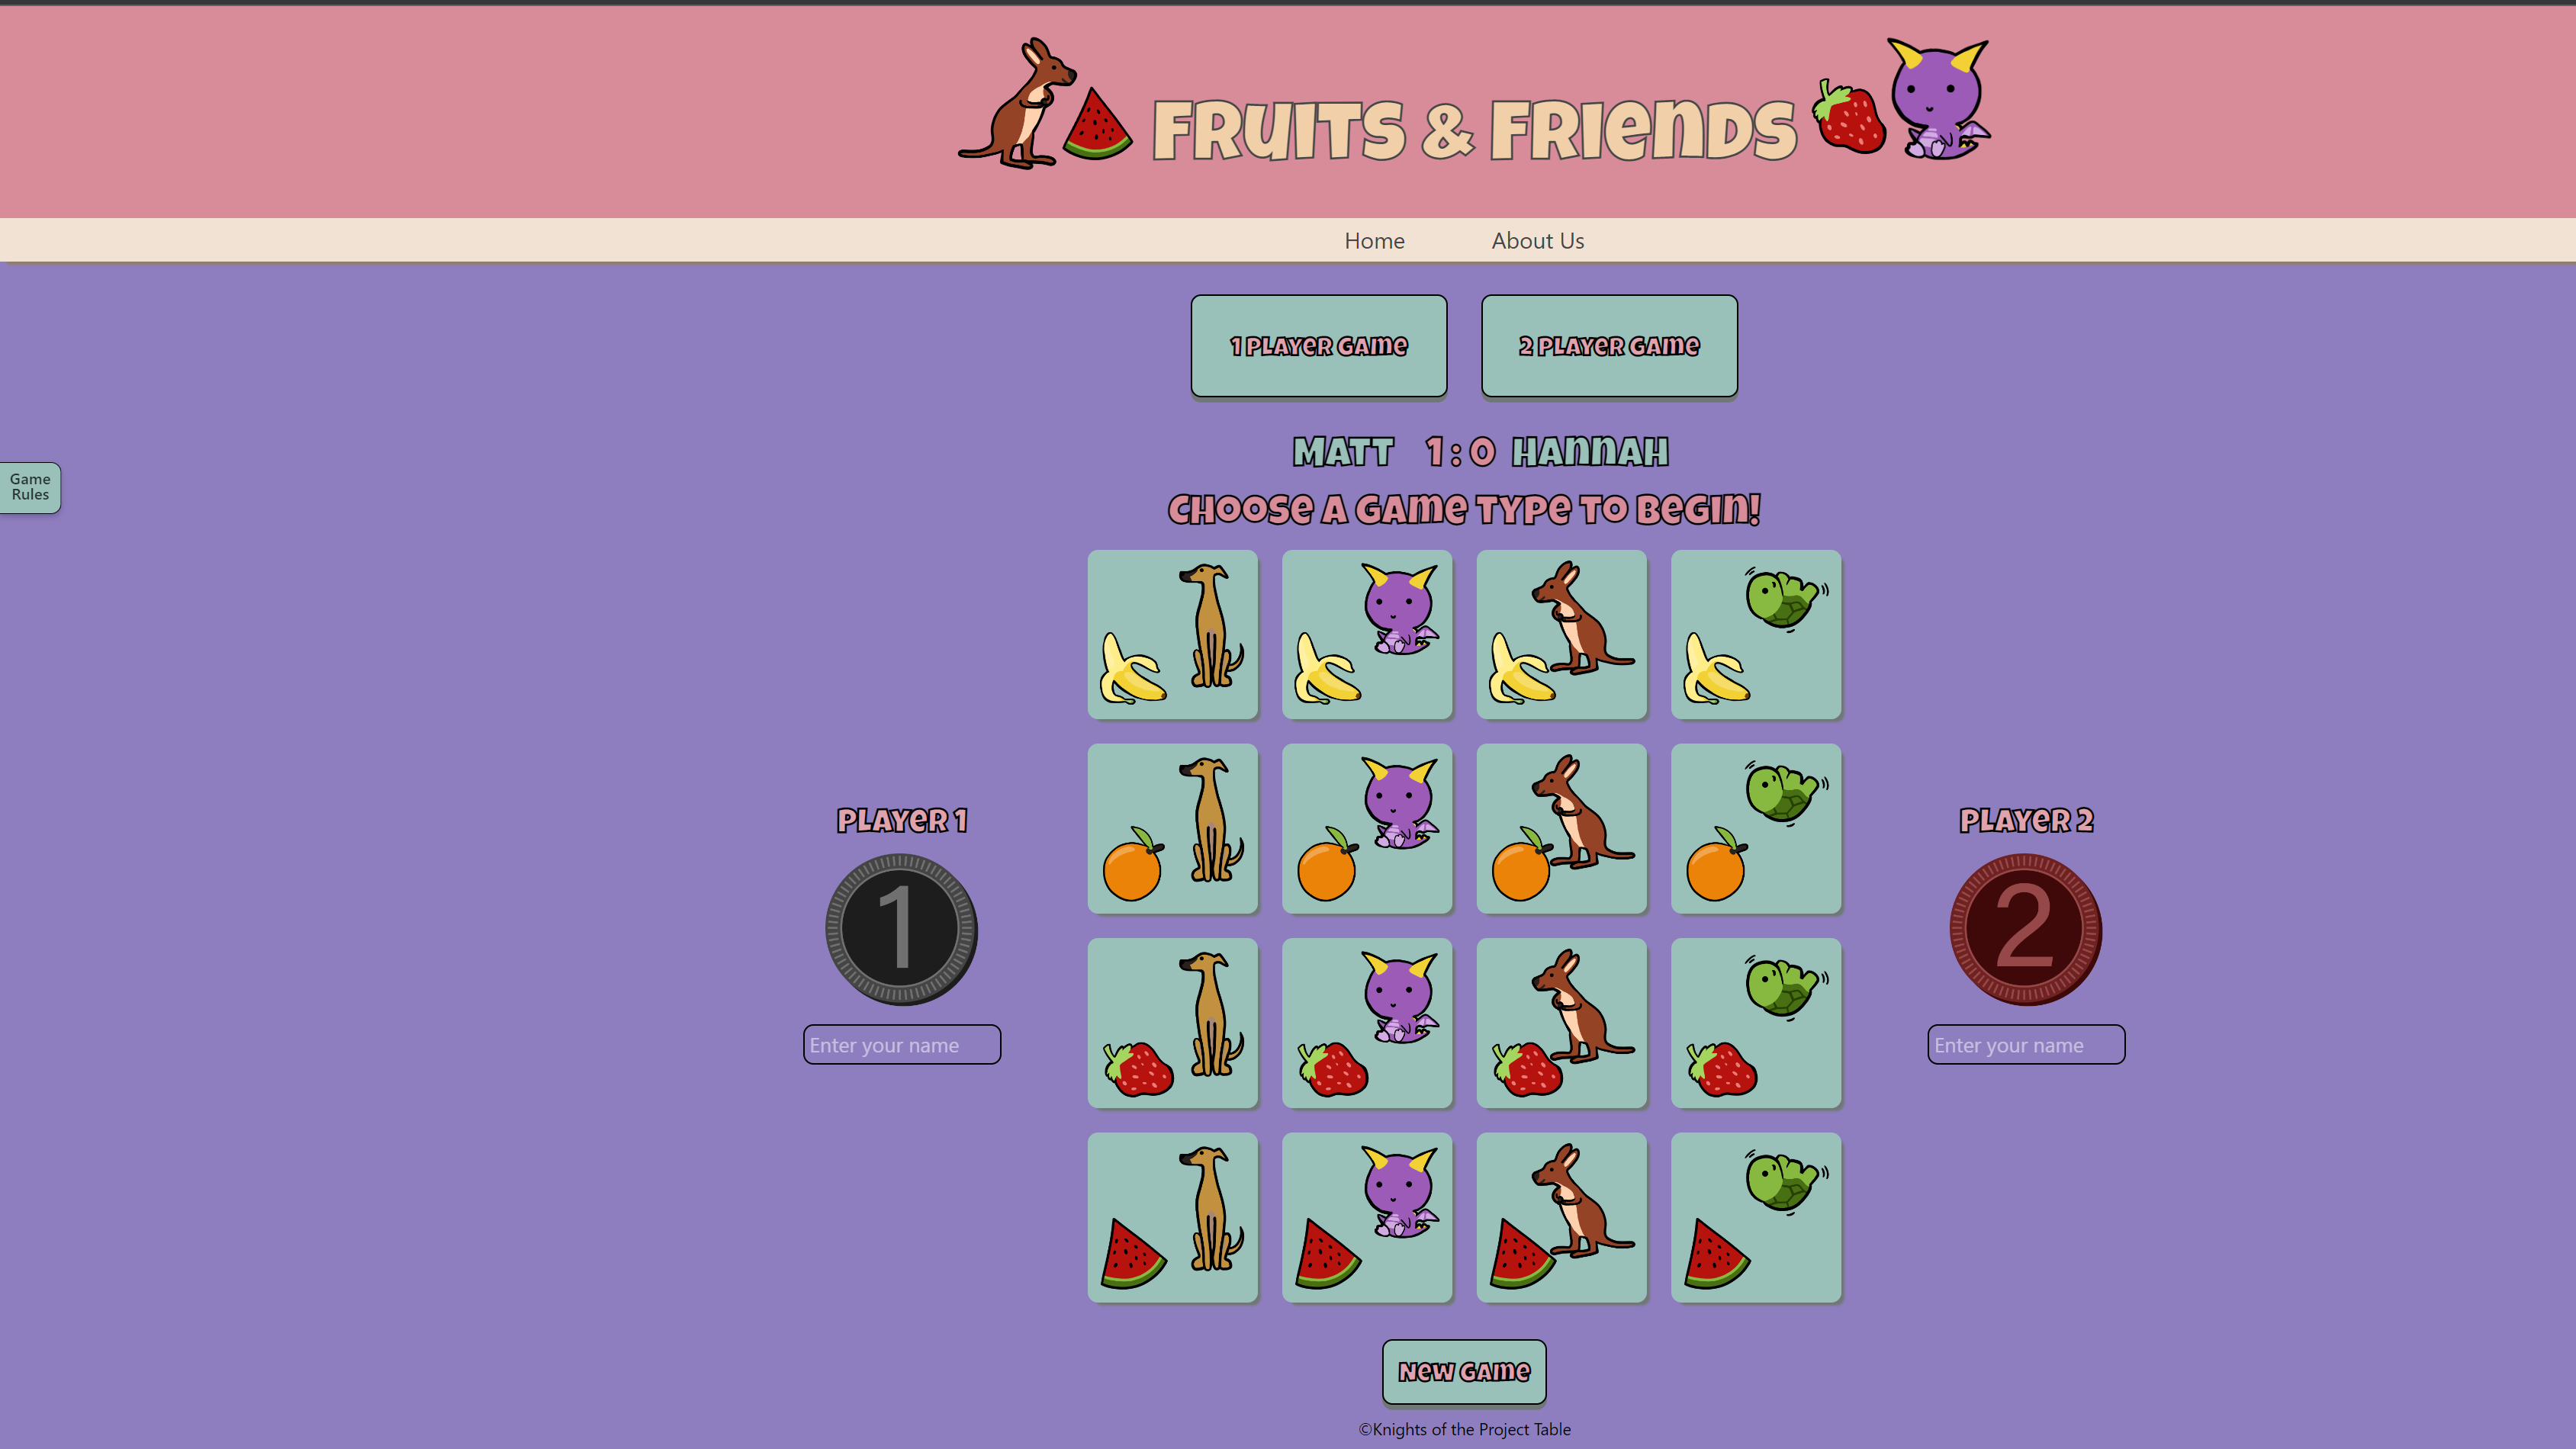 FRUITS & FRIENDS
Home About Us
1 PLAYER GAME 2 PLAYER GAME
MATT 1 : 0 HANNAH
CHOOSE A GAME TYPE TO BEGIN!
Game
Rules
PLAYER 1
1
Enter your name
PLAYER 2
2
Enter your name
NEW GAME
©Knights of the Project Table